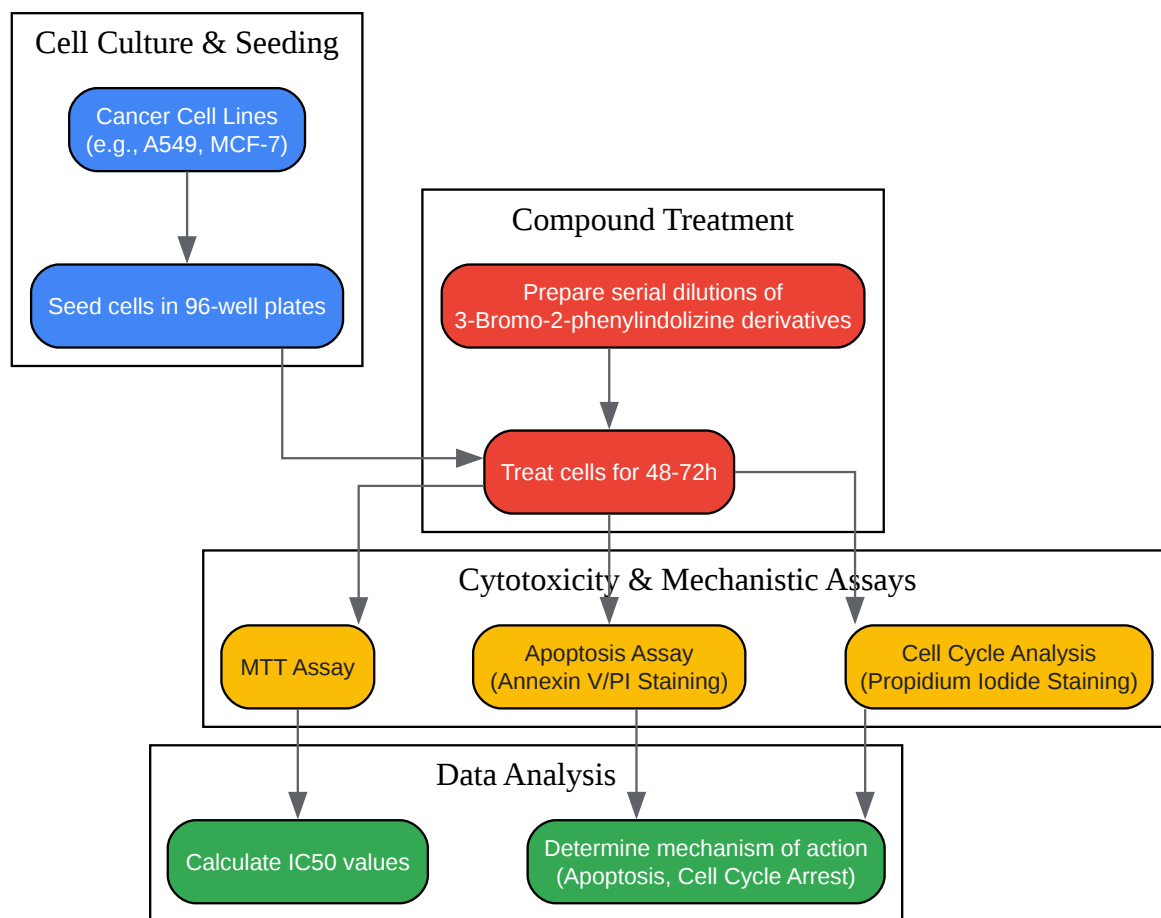 Cell Culture & Seeding
Cancer Cell Lines
(e.g., A549, MCF-7)
Seed cells in 96-well plates
Compound Treatment
Prepare serial dilutions of
3-Bromo-2-phenylindolizine derivatives
Treat cells for 48-72h
Cytotoxicity & Mechanistic Assays
MTT Assay
Apoptosis Assay
(Annexin V/PI Staining)
Cell Cycle Analysis
(Propidium Iodide Staining)
Data Analysis
Calculate IC50 values
Determine mechanism of action
(Apoptosis, Cell Cycle Arrest)